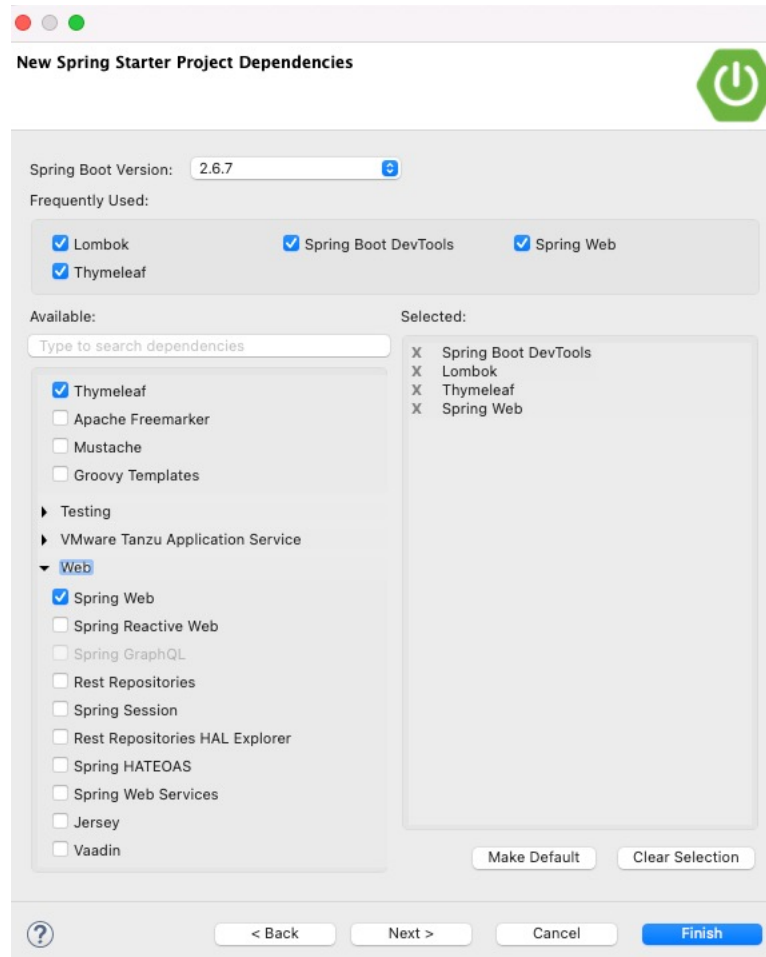 New Spring Starter Project Dependencies
Spring Boot Version: 2.6.7
Frequently Used:
Lombok Spring Boot DevTools Spring Web
Thymeleaf
Available:
Type to search dependencies
Thymeleaf
Apache Freemarker
Mustache
Groovy Templates
Testing
VMware Tanzu Application Service
Web
Spring Web
Spring Reactive Web
Spring GraphQL
Rest Repositories
Spring Session
Rest Repositories HAL Explorer
Spring HATEOAS
Spring Web Services
Jersey
Vaadin
Selected:
X Spring Boot DevTools
X Lombok
X Thymeleaf
X Spring Web
Make Default Clear Selection
? < Back Next > Cancel Finish